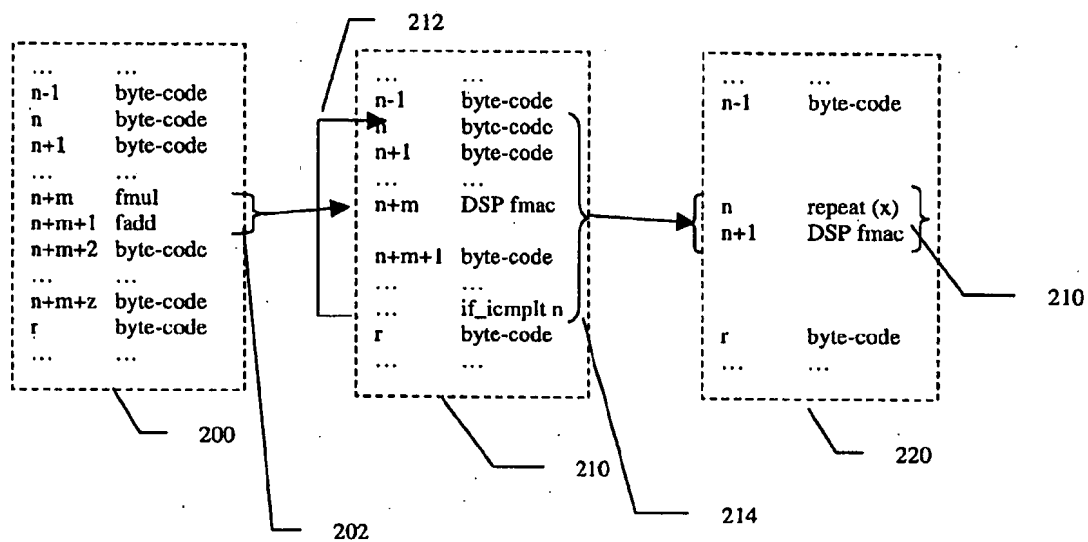 212
... ...
n-1 byte-code
n byte-code
n+1 byte-code
... ...
n+m fmul
n+m+1 fadd
n+m+2 byte-code
... ...
n+m+z byte-code
r byte-code
... ...
200
202
... ...
n-1 byte-code
n byte-code
n+1 byte-code
... ...
n+m DSP fmac
n+m+1 byte-code
... ...
... if_icmplt n
r byte-code
... ...
210
214
... ...
n-1 byte-code
n repeat (x)
n+1 DSP fmac
210
r byte-code
... ...
220